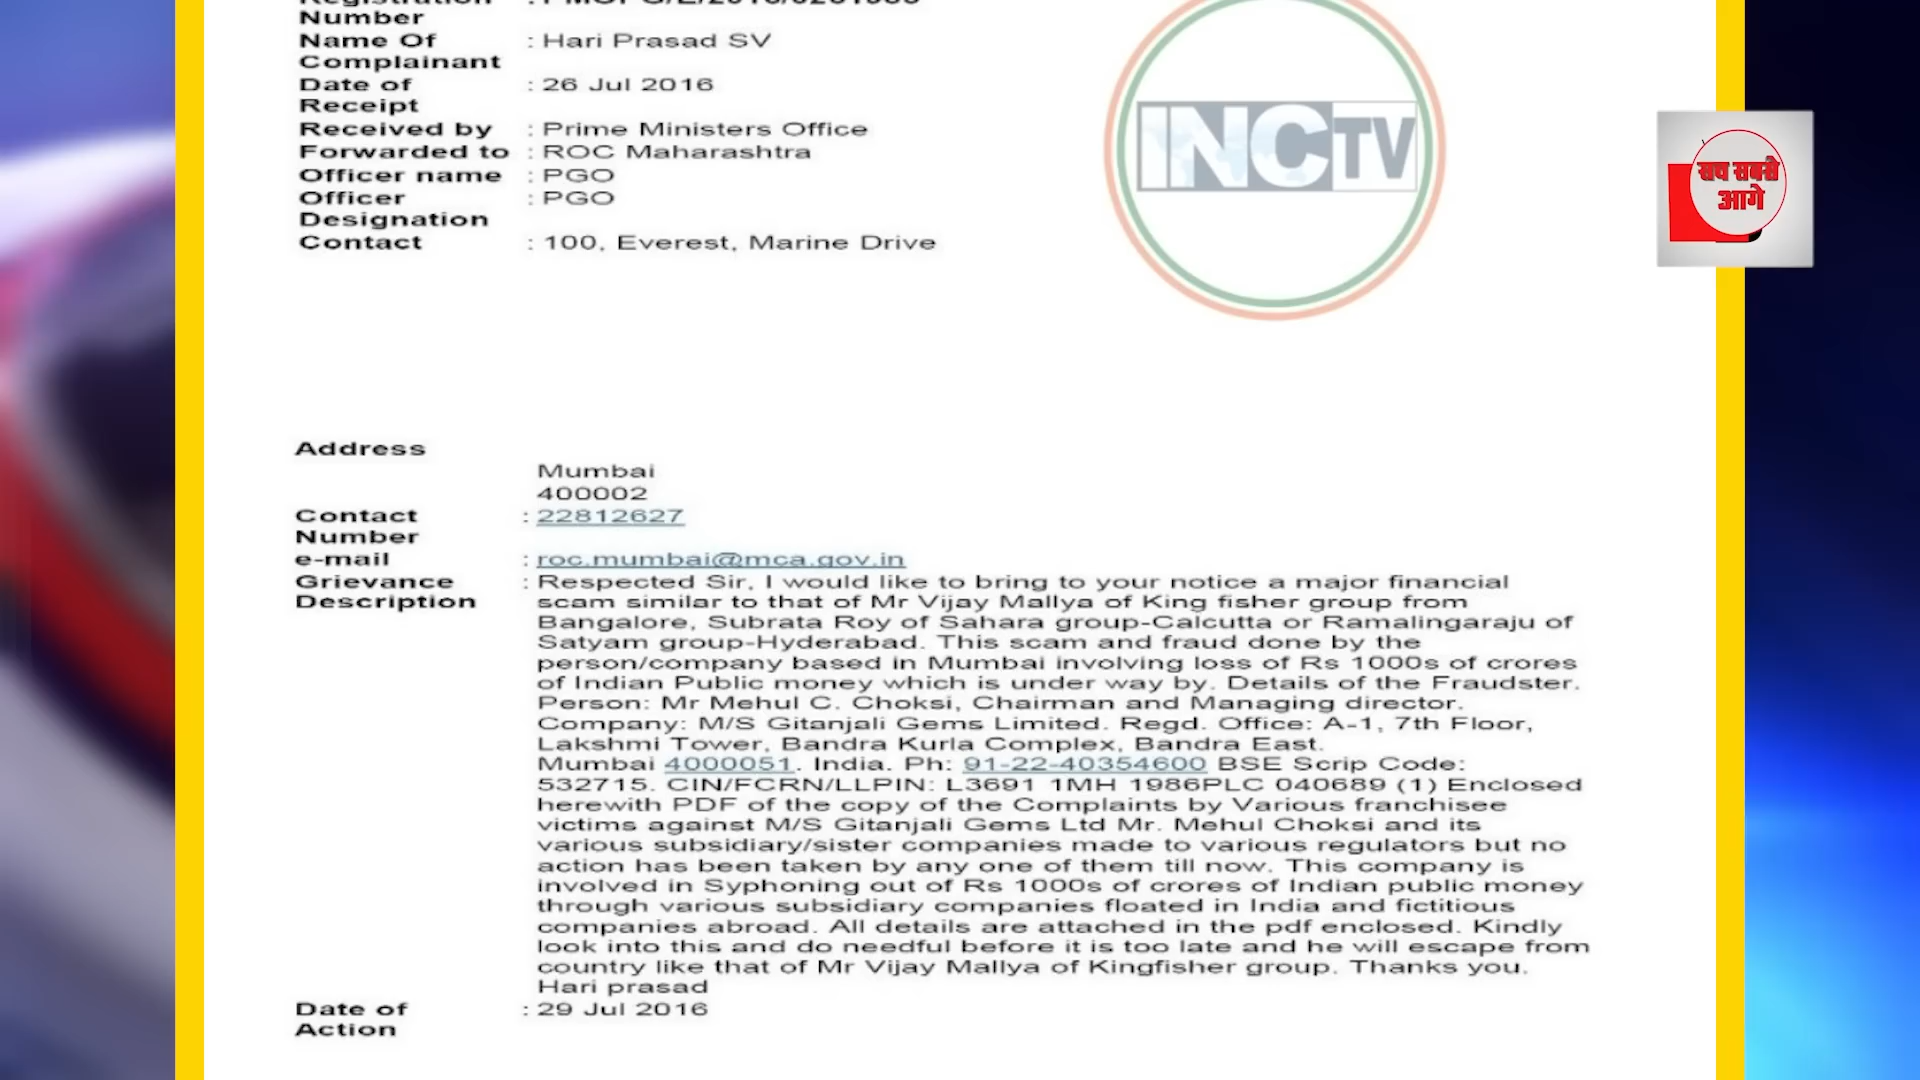 Number
Name Of : Hari Prasad SV
Complainant
Date of : 26 Jul 2016
Receipt
Received by : Prime Ministers Office
Forwarded to : ROC Maharashtra
Officer name : PGO
Officer : PGO
Designation
Contact : 100, Everest, Marine Drive
INCTV
सच सबसे
आगे
Address
Mumbai
400002
Contact : 22812627
Number
e-mail : roc.mumbai@mca.gov.in
Grievance : Respected Sir, I would like to bring to your notice a major financial
Description scam similar to that of Mr Vijay Mallya of King fisher group from
Bangalore, Subrata Roy of Sahara group-Calcutta or Ramalingaraju of
Satyam group-Hyderabad. This scam and fraud done by the
person/company based in Mumbai involving loss of Rs 1000s of crores
of Indian Public money which is under way by. Details of the Fraudster.
Person: Mr Mehul C. Choksi, Chairman and Managing director.
Company: M/S Gitanjali Gems Limited. Regd. Office: A-1, 7th Floor,
Lakshmi Tower, Bandra Kurla Complex, Bandra East.
Mumbai 4000051. India. Ph: 91-22-40354600 BSE Scrip Code:
532715. CIN/FCRN/LLPIN: L3691 1MH 1986PLC 040689 (1) Enclosed
herewith PDF of the copy of the Complaints by Various franchisee
victims against M/S Gitanjali Gems Ltd Mr. Mehul Choksi and its
various subsidiary/sister companies made to various regulators but no
action has been taken by any one of them till now. This company is
involved in Syphoning out of Rs 1000s of crores of Indian public money
through various subsidiary companies floated in India and fictitious
companies abroad. All details are attached in the pdf enclosed. Kindly
look into this and do needful before it is too late and he will escape from
country like that of Mr Vijay Mallya of Kingfisher group. Thanks you.
Hari prasad
Date of : 29 Jul 2016
Action